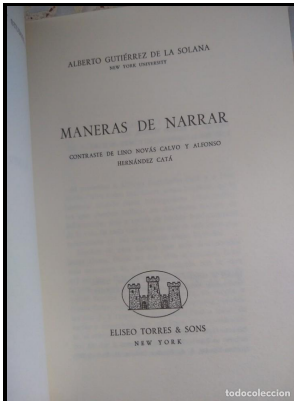 ALBERTO GUTIÉRREZ DE LA SOLANA
NEW YORK UNIVERSITY
MANERAS DE NARRAR
CONTRASTE DE LINO NOVÁS CALVO Y ALFONSO
HERNÁNDEZ CATÁ
ELISEO TORRES & SONS
NEW YORK
todocoleccion